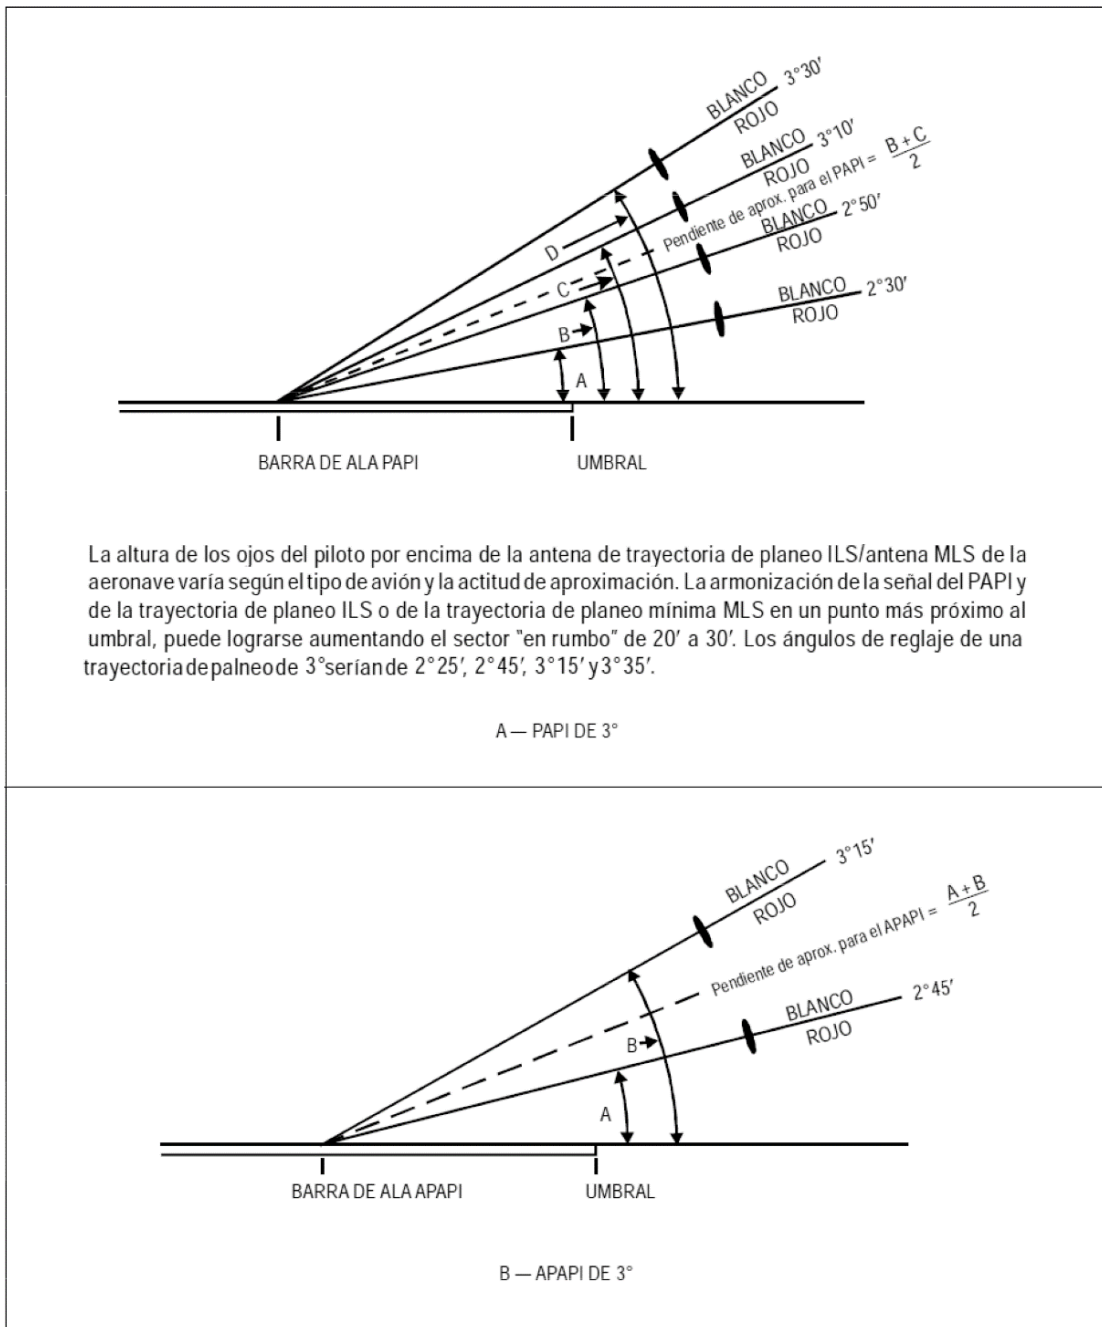 BLANCO 3°30′
ROJO
BLANCO 3°10′
ROJO
Pendiente de aprox. para el PAPI = B + C
2
BLANCO 2°50′
ROJO
BLANCO 2°30′
ROJO
D
C
B
A
BARRA DE ALA PAPI
UMBRAL
La altura de los ojos del piloto por encima de la antena de trayectoria de planeo ILS/antena MLS de la
aeronave varía según el tipo de avión y la actitud de aproximación. La armonización de la señal del PAPI y
de la trayectoria de planeo ILS o de la trayectoria de planeo mínima MLS en un punto más próximo al
umbral, puede lograrse aumentando el sector "en rumbo" de 20′ a 30′. Los ángulos de reglaje de una
trayectoria de palneo de 3° serían de 2°25′, 2°45′, 3°15′ y 3°35′.
A — PAPI DE 3°
BLANCO 3°15′
ROJO
Pendiente de aprox. para el APAPI = A + B
2
BLANCO 2°45′
ROJO
B
A
BARRA DE ALA APAPI
UMBRAL
B — APAPI DE 3°